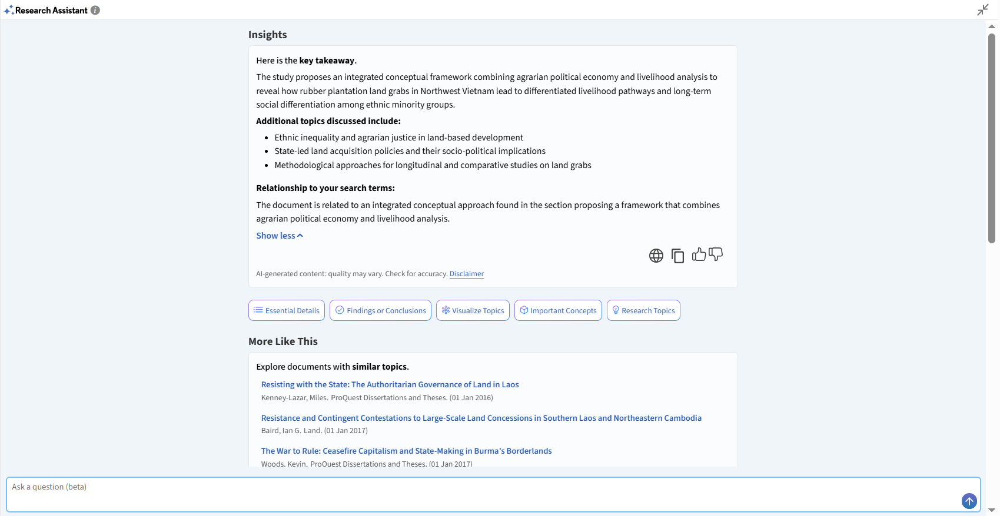 Research Assistant
Insights
Here is the key takeaway.
The study proposes an integrated conceptual framework combining agrarian political economy and livelihood analysis to
reveal how rubber plantation land grabs in Northwest Vietnam lead to differentiated livelihood pathways and long-term
social differentiation among ethnic minority groups.
Additional topics discussed include:
• Ethnic inequality and agrarian justice in land-based development
• State-led land acquisition policies and their socio-political implications
• Methodological approaches for longitudinal and comparative studies on land grabs
Relationship to your search terms:
The document is related to an integrated conceptual approach found in the section proposing a framework that combines
agrarian political economy and livelihood analysis.
Show less
AI-generated content: quality may vary. Check for accuracy. Disclaimer
Essential Details Findings or Conclusions Visualize Topics Important Concepts Research Topics
More Like This
Explore documents with similar topics.
Resisting with the State: The Authoritarian Governance of Land in Laos
Kenney-Lazar, Miles. ProQuest Dissertations and Theses. (01 Jan 2016)
Resistance and Contingent Contestations to Large-Scale Land Concessions in Southern Laos and Northeastern Cambodia
Baird, Ian G. Land. (01 Jan 2017)
The War to Rule: Ceasefire Capitalism and State-Making in Burma's Borderlands
Woods, Kevin. ProQuest Dissertations and Theses. (01 Jan 2017)
Ask a question (beta)